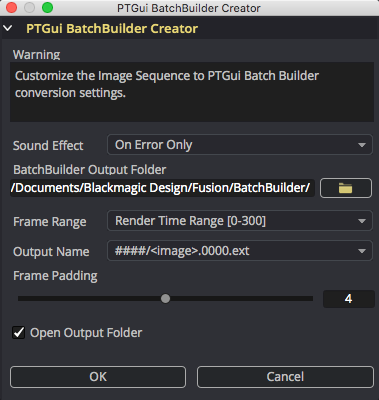 PTGui BatchBuilder Creator
PTGui BatchBuilder Creator
Warning
Customize the Image Sequence to PTGui Batch Builder
conversion settings.
Sound Effect On Error Only
BatchBuilder Output Folder
/Documents/Blackmagic Design/Fusion/BatchBuilder/
Frame Range Render Time Range [0-300]
Output Name ####/<image>.0000.ext
Frame Padding
4
Open Output Folder
OK Cancel